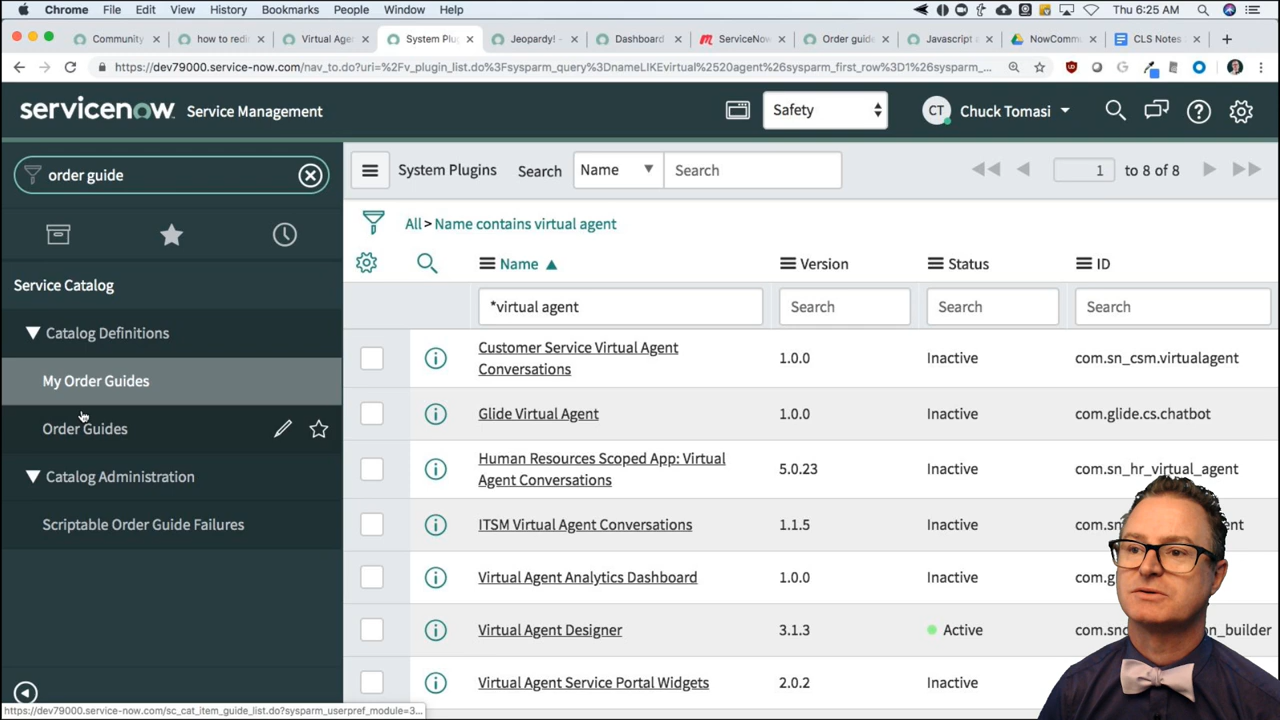 Chrome File Edit View History Bookmarks People Window Help Thu 6:25 AM
Community how to redi Virtual Age System Plug Jeopardy! – Dashboard ServiceNow Order guide Javascript a NowComm CLS Notes
https://dev79000.service-now.com/nav_to.do?uri=%2Fv_plugin_list.do%3Fsysparm_query%3DnameLIKEvirtual%2520agent%26sysparm_first_row%3D1%26sysparm_...
servicenow Service Management Safety CT Chuck Tomasi
order guide
System Plugins Search Name Search 1 to 8 of 8
All > Name contains virtual agent
Name Version Status ID
*virtual agent Search Search Search
Service Catalog
Catalog Definitions
My Order Guides
Order Guides
Catalog Administration
Scriptable Order Guide Failures
Customer Service Virtual Agent
Conversations
1.0.0 Inactive com.sn_csm.virtualagent
Glide Virtual Agent 1.0.0 Inactive com.glide.cs.chatbot
Human Resources Scoped App: Virtual
Agent Conversations
5.0.23 Inactive com.sn_hr_virtual_agent
ITSM Virtual Agent Conversations 1.1.5 Inactive
Virtual Agent Analytics Dashboard 1.0.0 Inactive
Virtual Agent Designer 3.1.3 Active
Virtual Agent Service Portal Widgets 2.0.2 Inactive
https://dev79000.service-now.com/sc_cat_item_guide_list.do?sysparm_userpref_module=3...